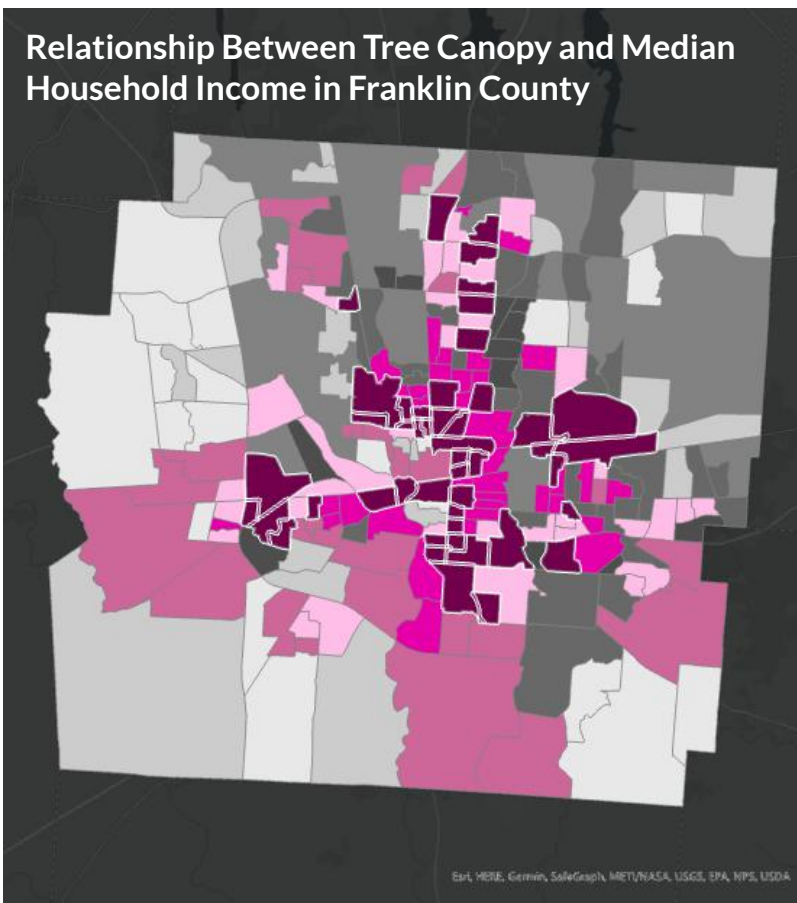 Relationship Between Tree Canopy and Median
Household Income in Franklin County
Esri, HERE, Garmin, SafeGraph, METI/NASA, USGS, EPA, NPS, USDA